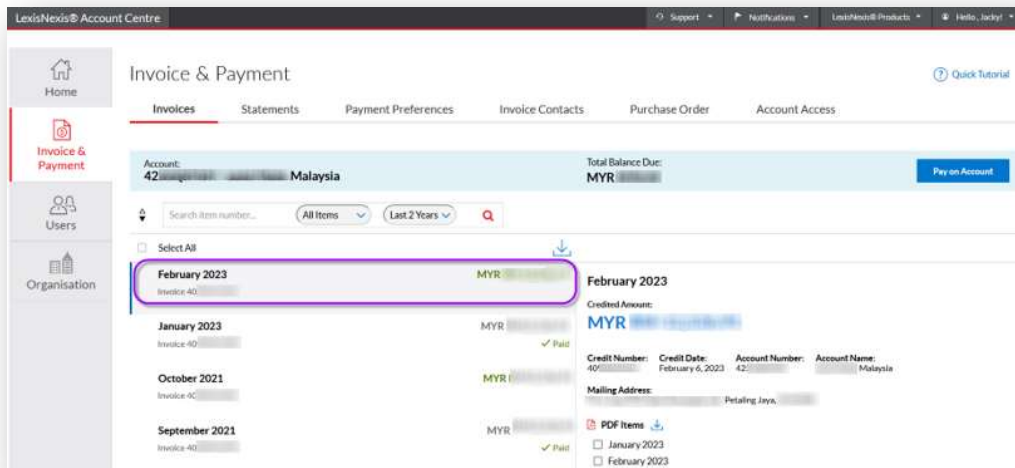 LexisNexis® Account Centre
Support
Notifications
LexisNexis® Products
Hello, Jacky!
Home
Invoice & Payment
Users
Organisation
Invoice & Payment
Quick Tutorial
Invoices Statements Payment Preferences Invoice Contacts Purchase Order Account Access
Account:
42 Malaysia
Total Balance Due:
MYR
Pay on Account
Search item number...
All Items
Last 2 Years
Select All
February 2023 MYR
Invoice 40
January 2023 MYR
Invoice 40 Paid
October 2021 MYR
Invoice 40
September 2021 MYR
Invoice 40 Paid
February 2023
Credited Amount:
MYR
Credit Number: Credit Date: Account Number: Account Name:
40 February 6, 2023 42 Malaysia
Mailing Address:
Petaling Jaya,
PDF Items
January 2023
February 2023